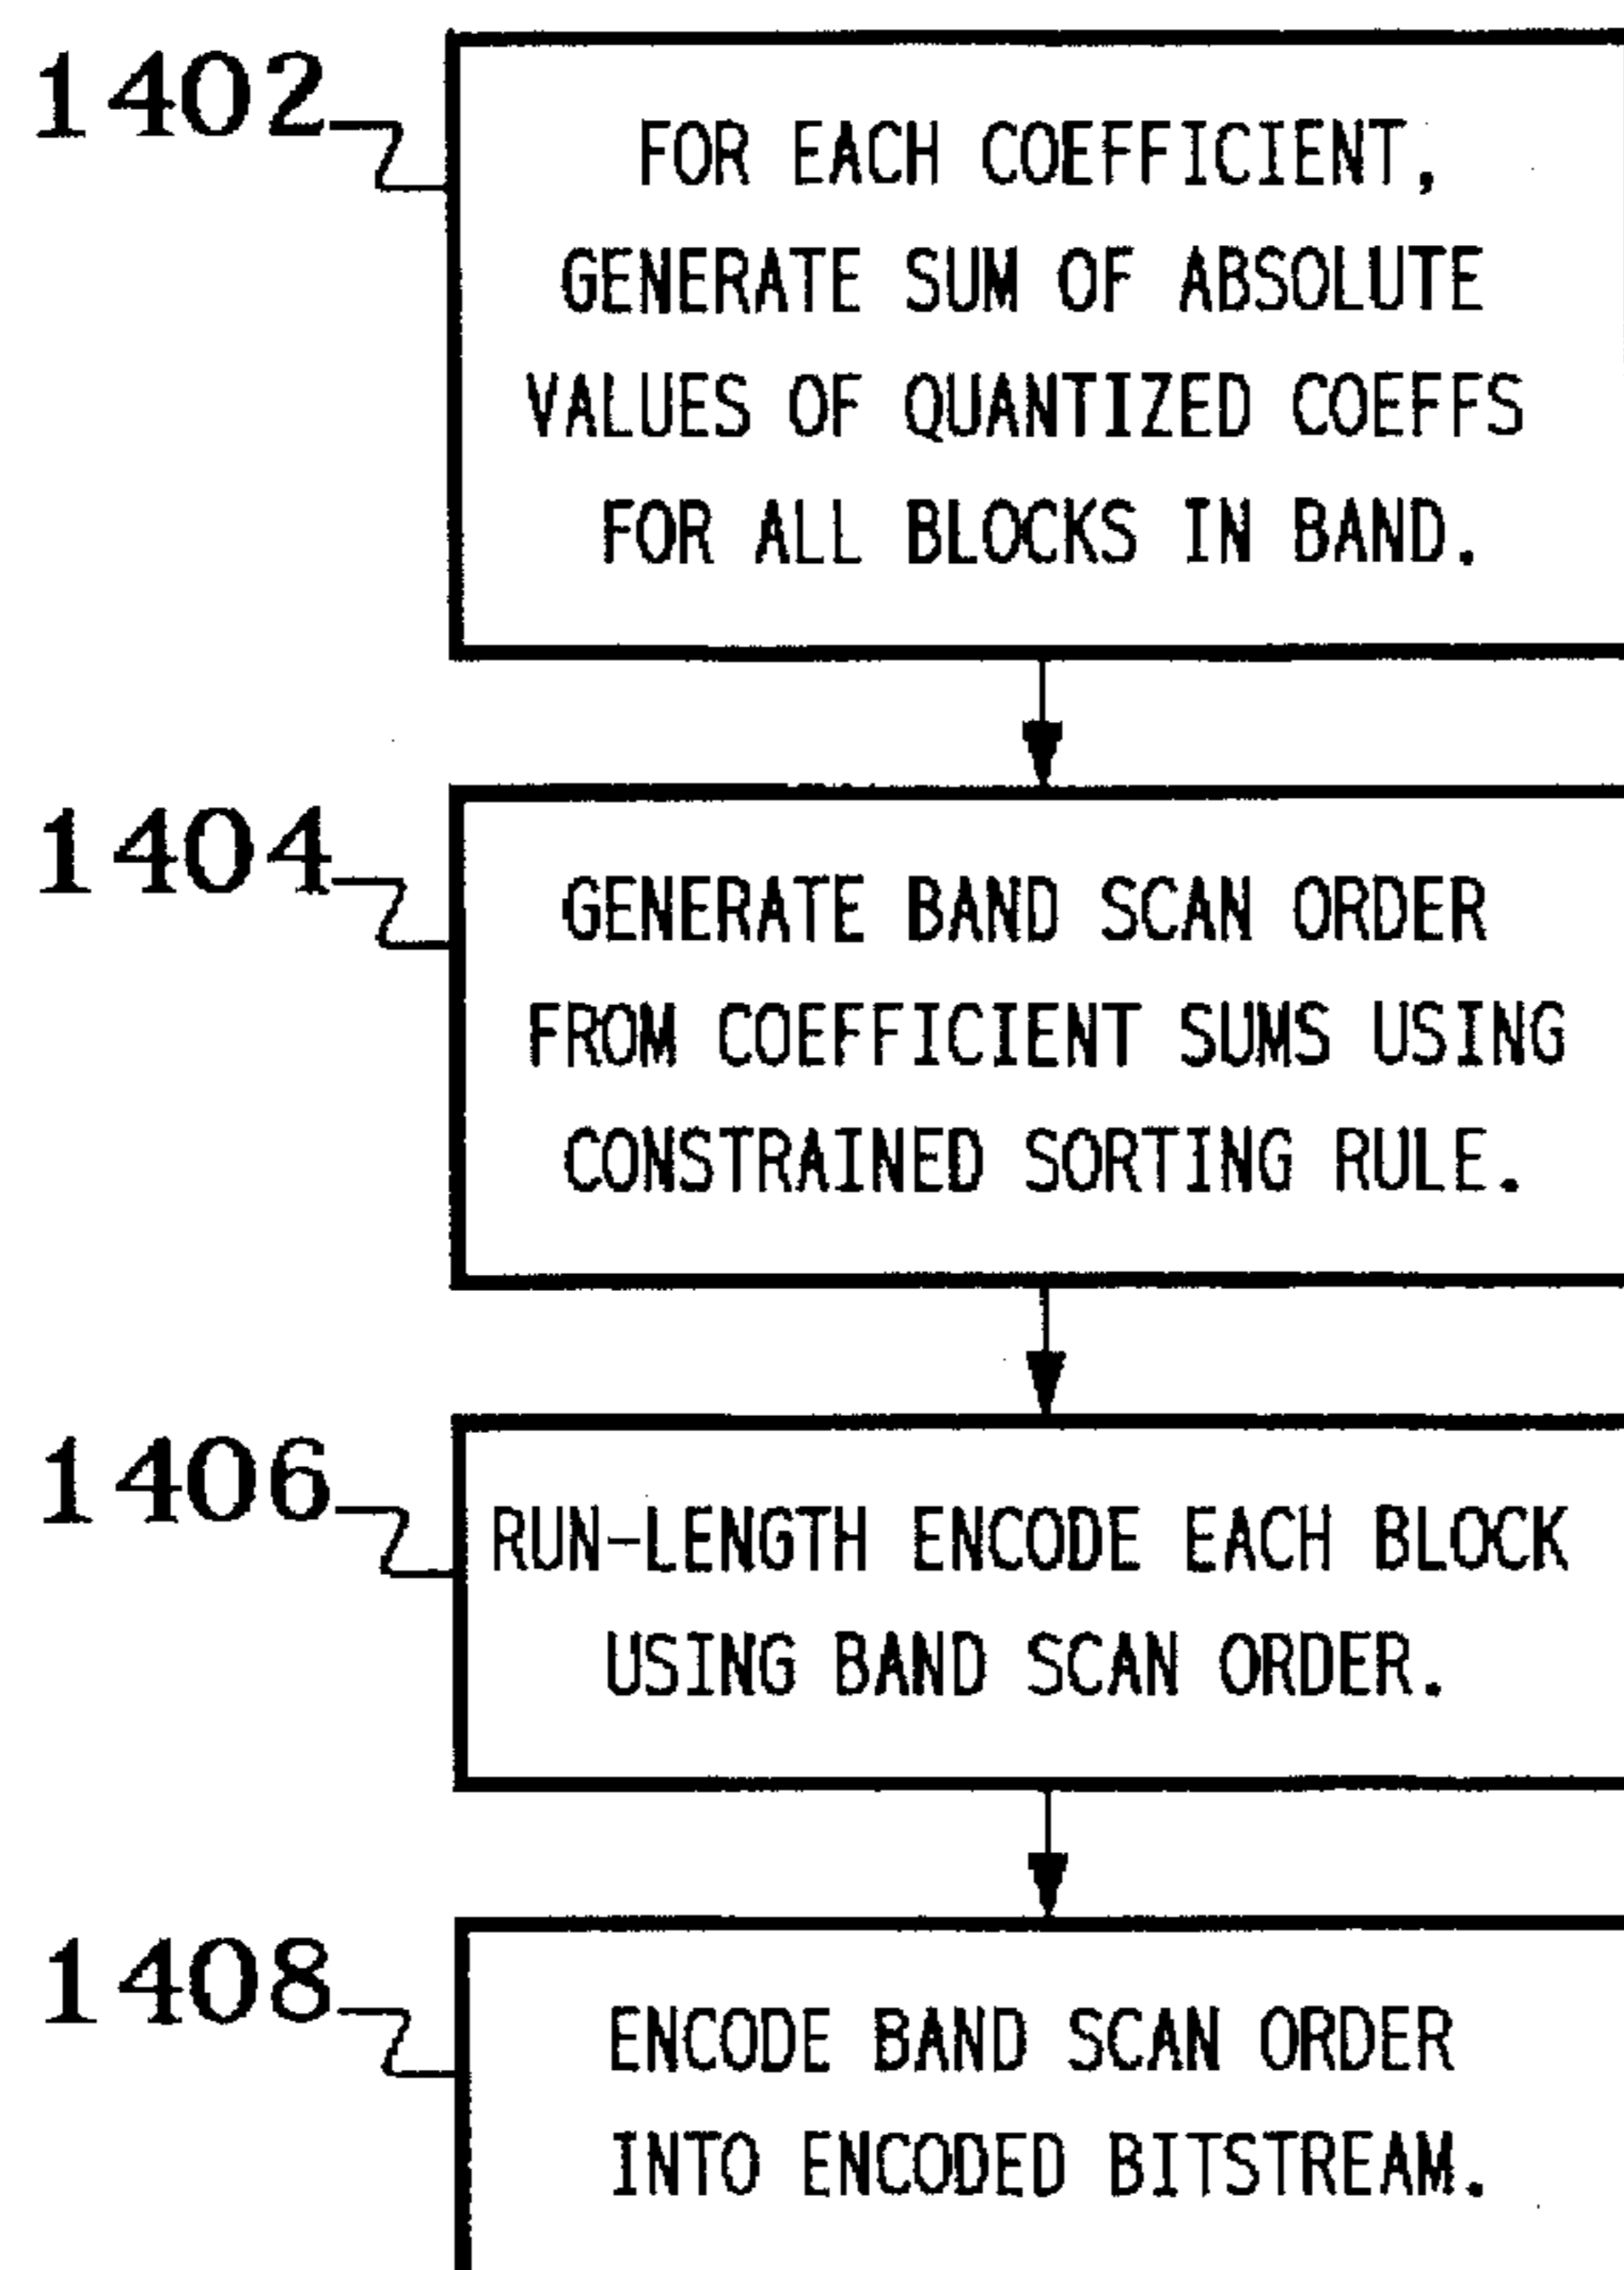 1402
FOR EACH COEFFICIENT,
GENERATE SUM OF ABSOLUTE
VALUES OF QUANTIZED COEFFS
FOR ALL BLOCKS IN BAND.
1404
GENERATE BAND SCAN ORDER
FROM COEFFICIENT SUMS USING
CONSTRAINED SORTING RULE.
1406
RUN-LENGTH ENCODE EACH BLOCK
USING BAND SCAN ORDER.
1408
ENCODE BAND SCAN ORDER
INTO ENCODED BITSTREAM.